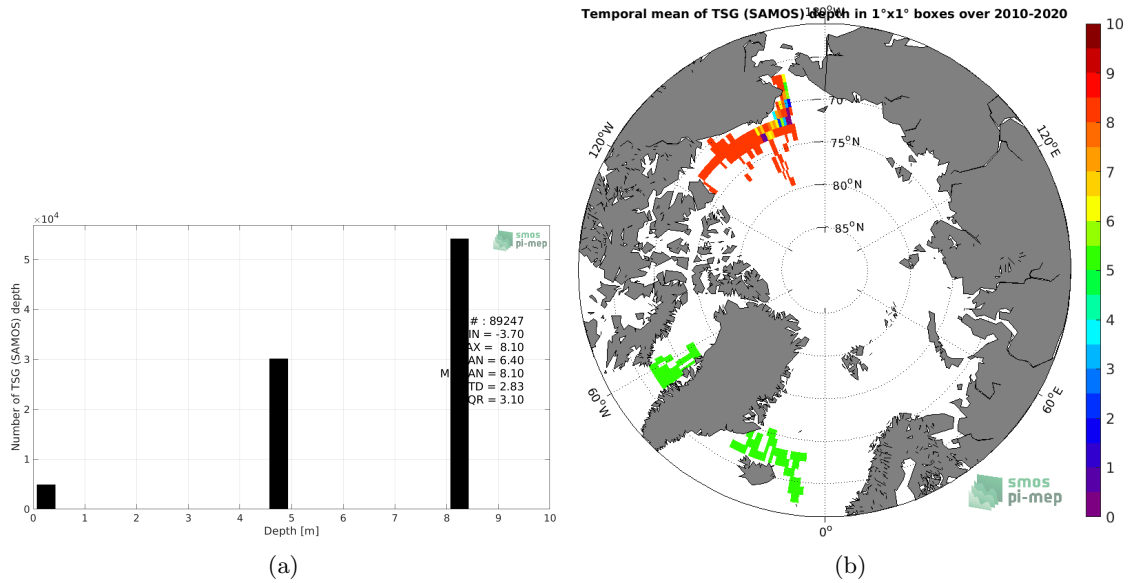 ×10⁴
5
4
3
2
1
0
Number of TSG (SAMOS) depth
0 1 2 3 4 5 6 7 8 9 10
Depth [m]
smos
pi-mep
# : 89247
IN = -3.70
AX = 8.10
AN = 6.40
M AN = 8.10
TD = 2.83
QR = 3.10
(a)
Temporal mean of TSG (SAMOS) depth in 1°x1° boxes over 2010-2020
180°W
120°W
120°E
60°W
60°E
0°
70
75°N
80°N
85°N
smos
pi-mep
10
9
8
7
6
5
4
3
2
1
0
(b)